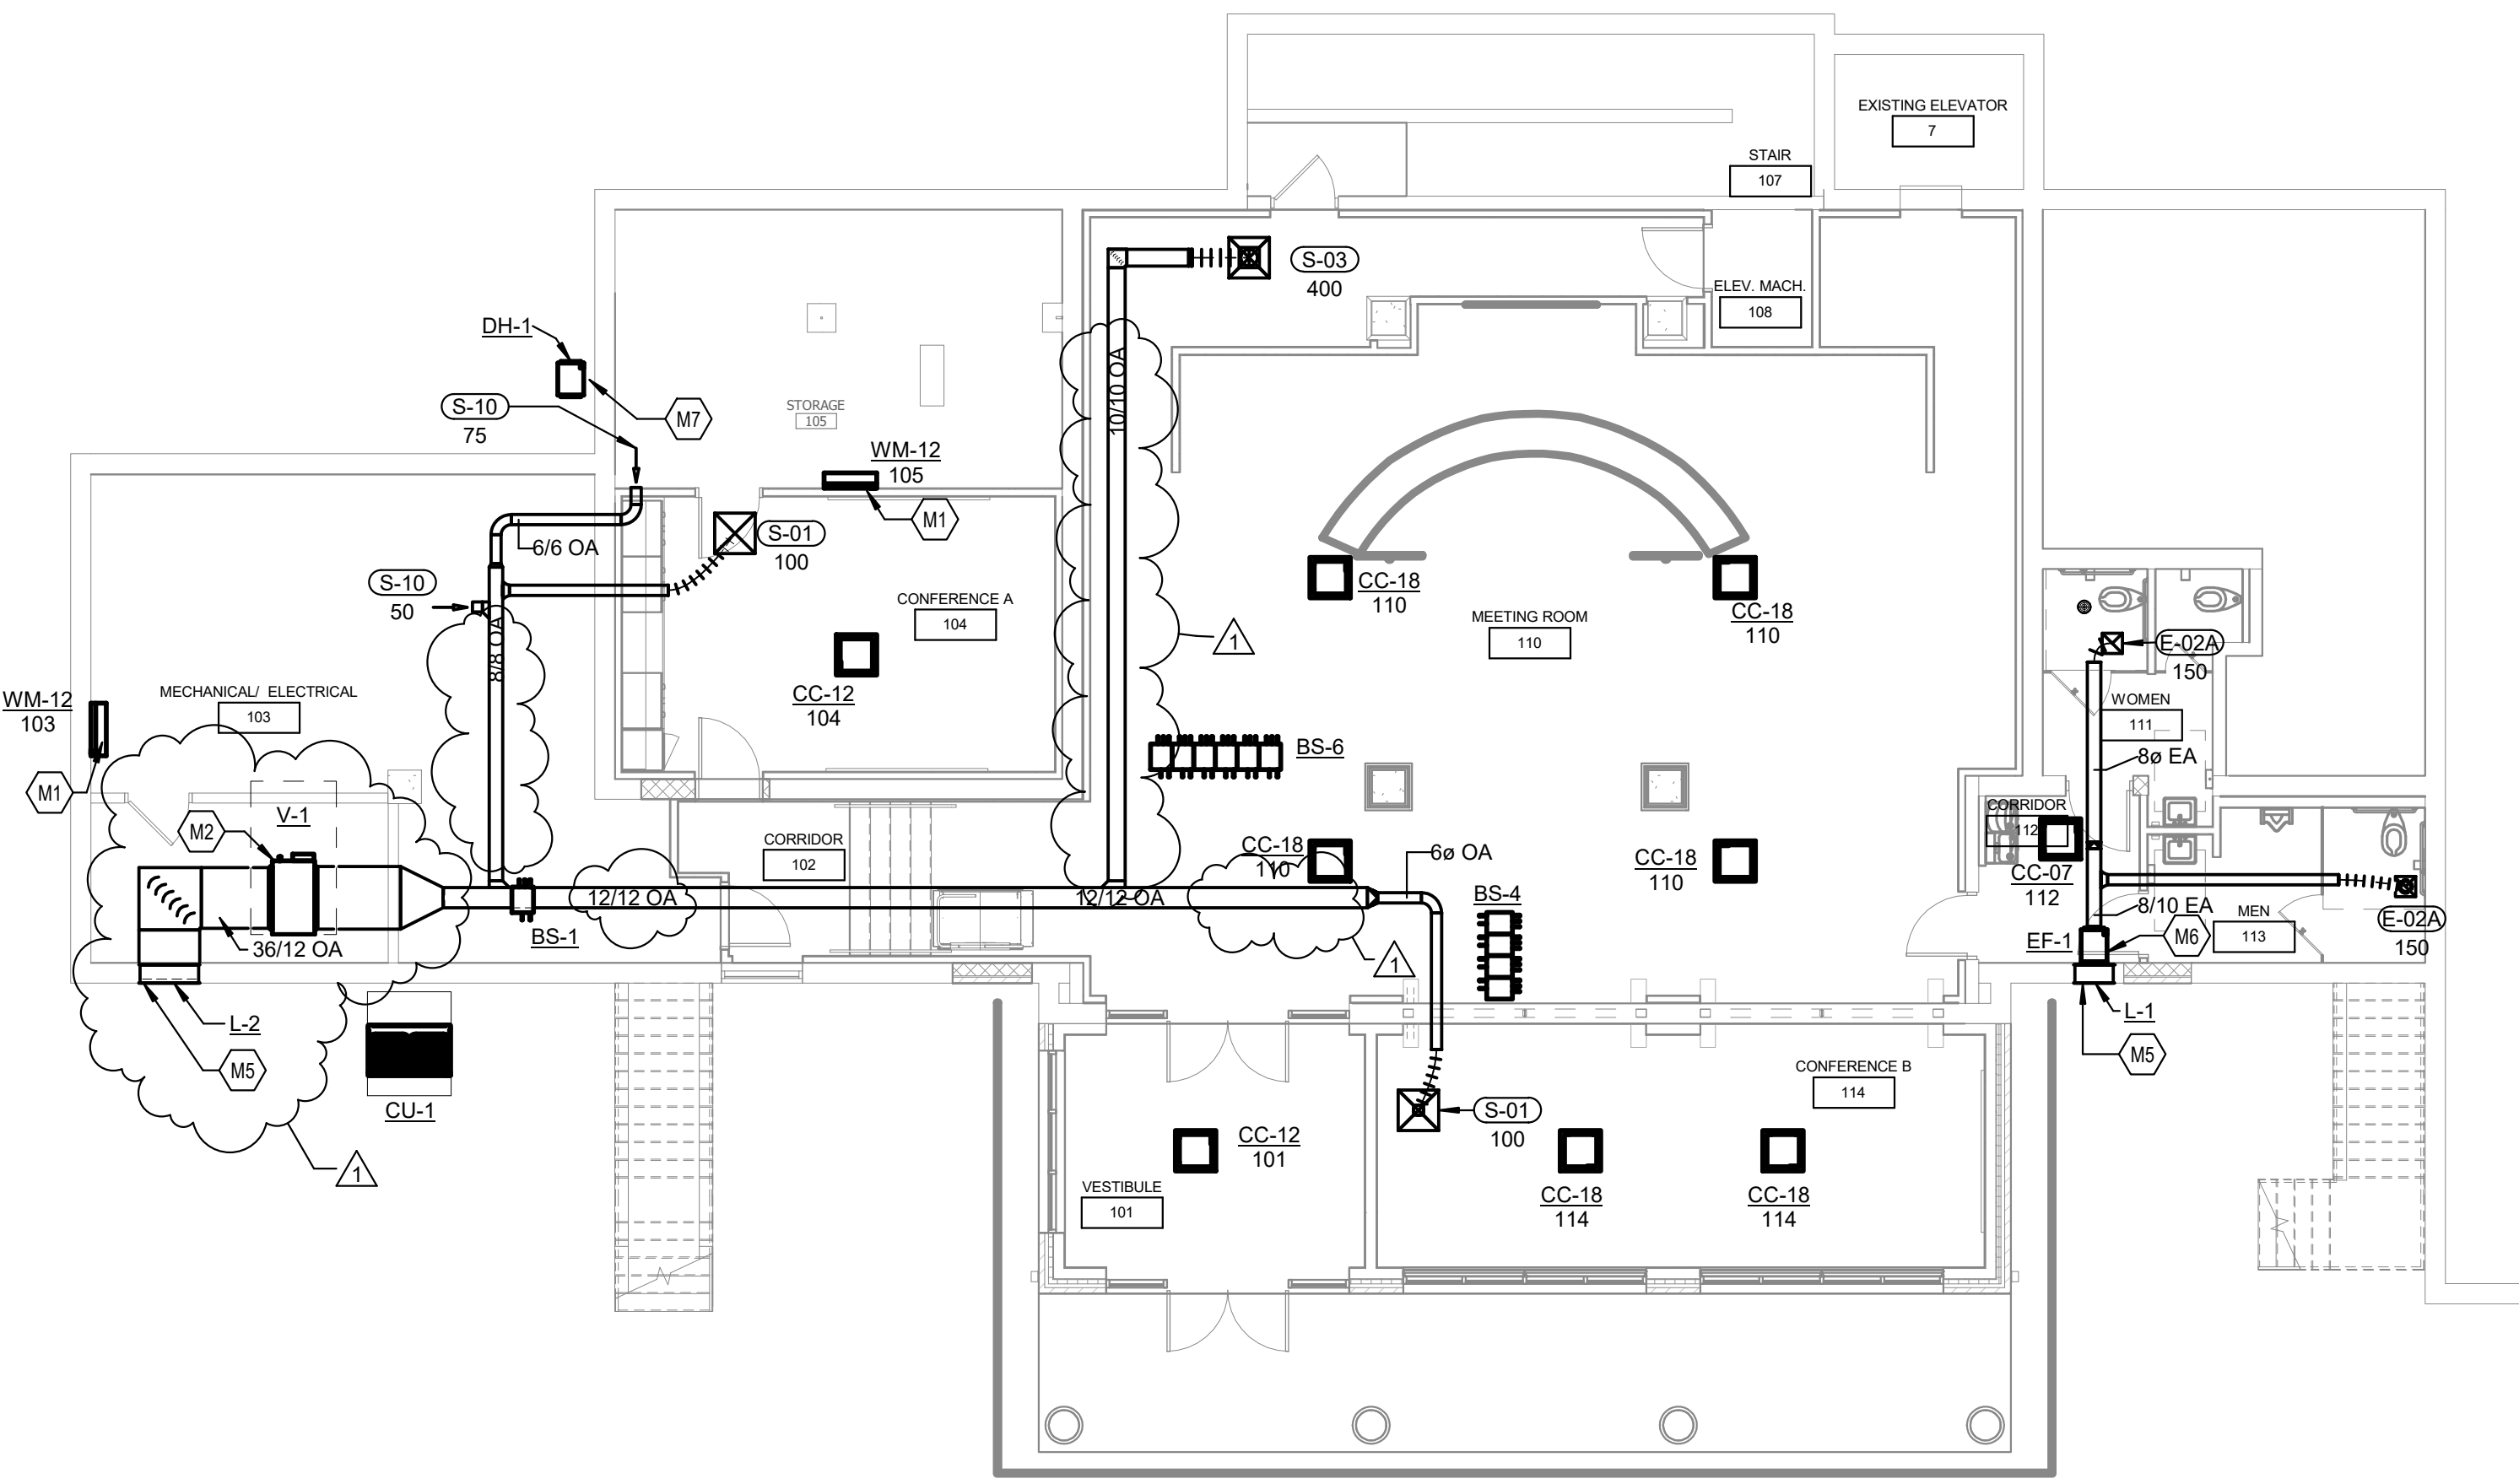 EXISTING ELEVATOR
7
STAIR
107
S-03
400
ELEV. MACH.
108
DH-1
S-10
75
M7
STORAGE
105
10/10 OA
WM-12
105
M1
S-01
100
6/6 OA
S-10
50
CONFERENCE A
104
CC-18
110
MEETING ROOM
110
CC-18
110
1
E-02A
150
8/8 OA
WM-12
103
MECHANICAL/ ELECTRICAL
103
CC-12
104
WOMEN
111
BS-6
8ø EA
M1
V-1
M2
CORRIDOR
102
CC-18
110
6ø OA
CC-18
110
CORRIDOR
112
CC-07
112
12/12 OA
12/12 OA
BS-4
8/10 EA
MEN
113
E-02A
150
36/12 OA
BS-1
EF-1
M6
1
L-2
M5
L-1
M5
CU-1
CONFERENCE B
114
S-01
100
CC-12
101
1
VESTIBULE
101
CC-18
114
CC-18
114